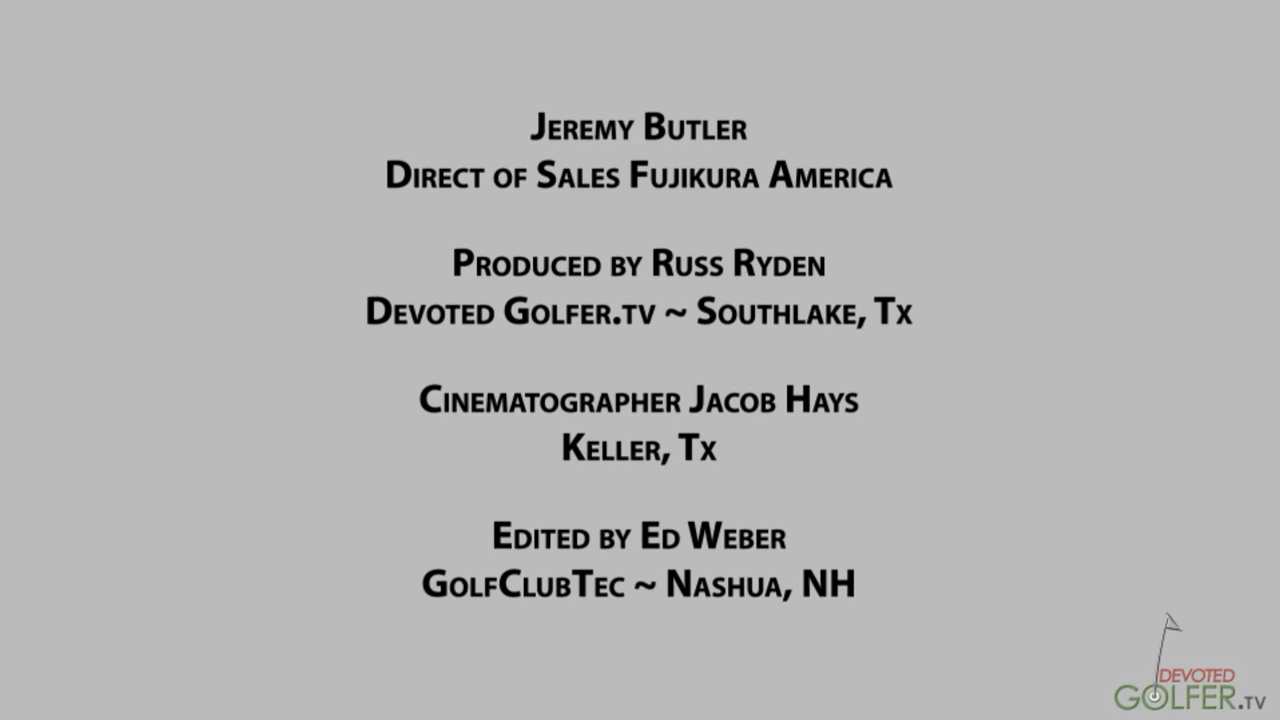 Jeremy Butler
Direct of Sales Fujikura America
Produced by Russ Ryden
Devoted Golfer.tv ~ Southlake, Tx
Cinematographer Jacob Hays
Keller, Tx
Edited by Ed Weber
GolfClubTec ~ Nashua, NH
DEVOTED
GOLFER.TV